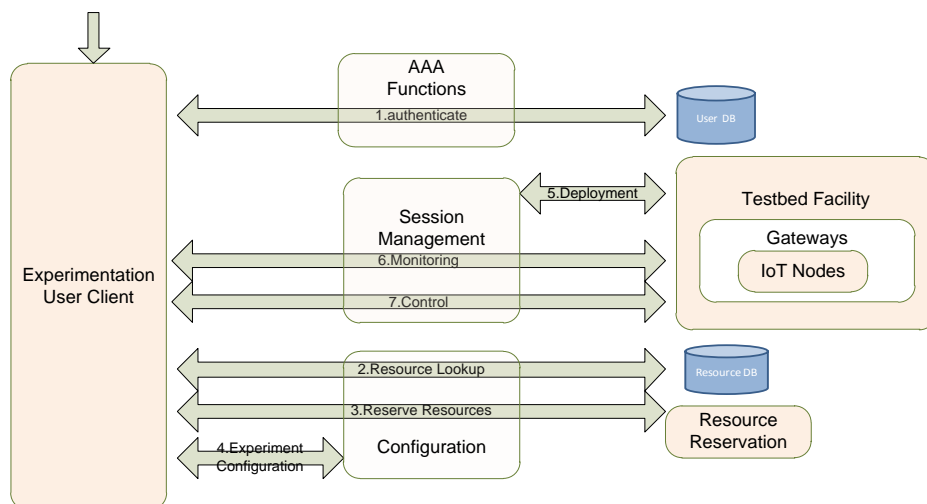 AAA
Functions
1.authenticate
User DB
5.Deployment
Testbed Facility
Session
Management
Gateways
6.Monitoring
IoT Nodes
Experimentation
User Client
7.Control
2.Resource Lookup
Resource DB
3.Reserve Resources
Resource
Reservation
4.Experiment
Configuration
Configuration